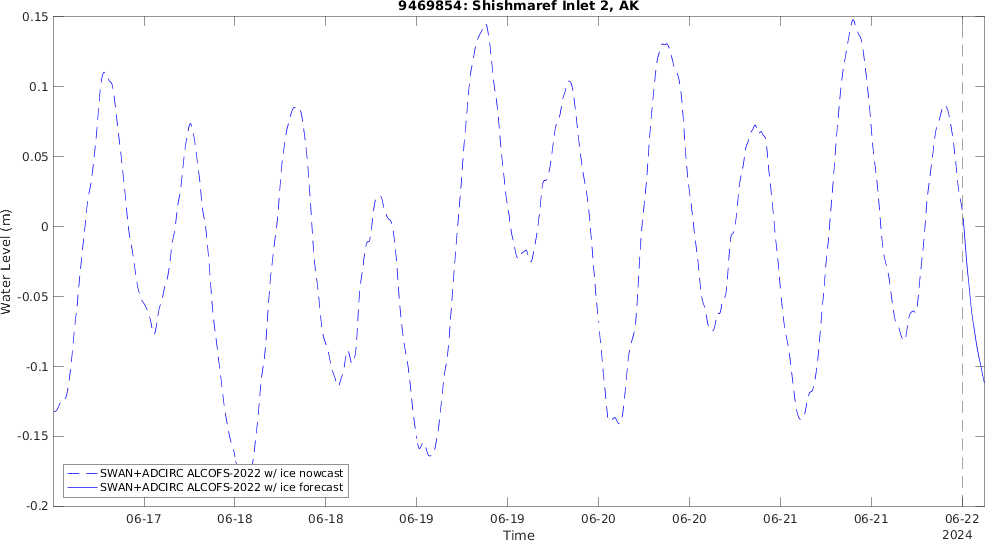 9469854: Shishmaref Inlet 2, AK
0.15
0.1
0.05
0
-0.05
-0.1
-0.15
-0.2
Water Level (m)
SWAN+ADCIRC ALCOFS-2022 w/ ice nowcast
SWAN+ADCIRC ALCOFS-2022 w/ ice forecast
06-17 06-18 06-18 06-19 06-19 06-20 06-20 06-21 06-21 06-22
2024
Time